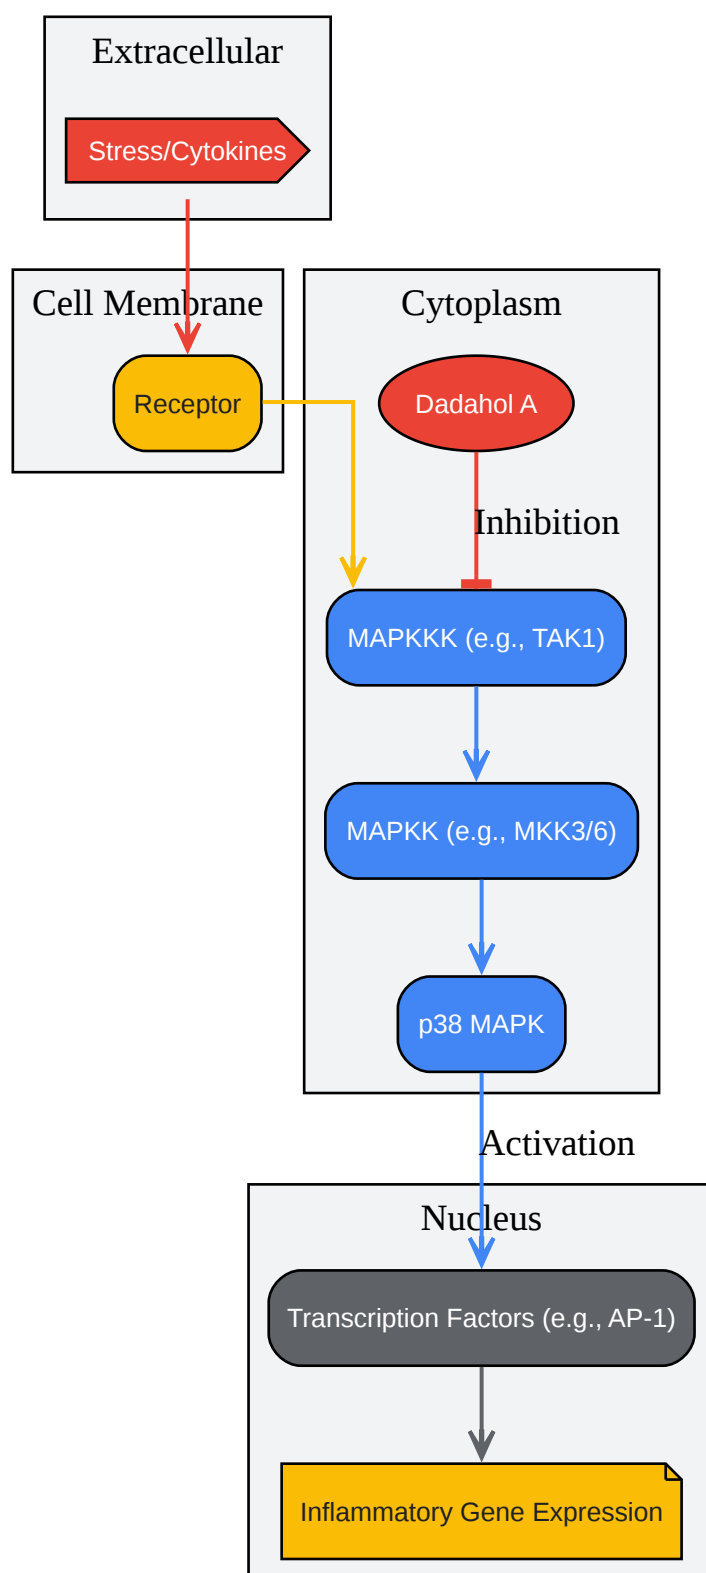 Extracellular
Stress/Cytokines
Cell Membrane
Receptor
Cytoplasm
Dadahol A
Inhibition
MAPKKK (e.g., TAK1)
MAPKK (e.g., MKK3/6)
p38 MAPK
Activation
Nucleus
Transcription Factors (e.g., AP-1)
Inflammatory Gene Expression